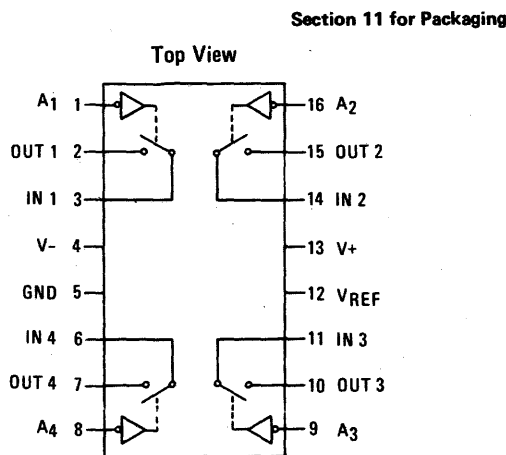 Section 11 for Packaging
Top View
A1 1 16 A2
OUT 1 2 15 OUT 2
IN 1 3 14 IN 2
V- 4 13 V+
GND 5 12 VREF
IN 4 6 11 IN 3
OUT 4 7 10 OUT 3
A4 8 9 A3